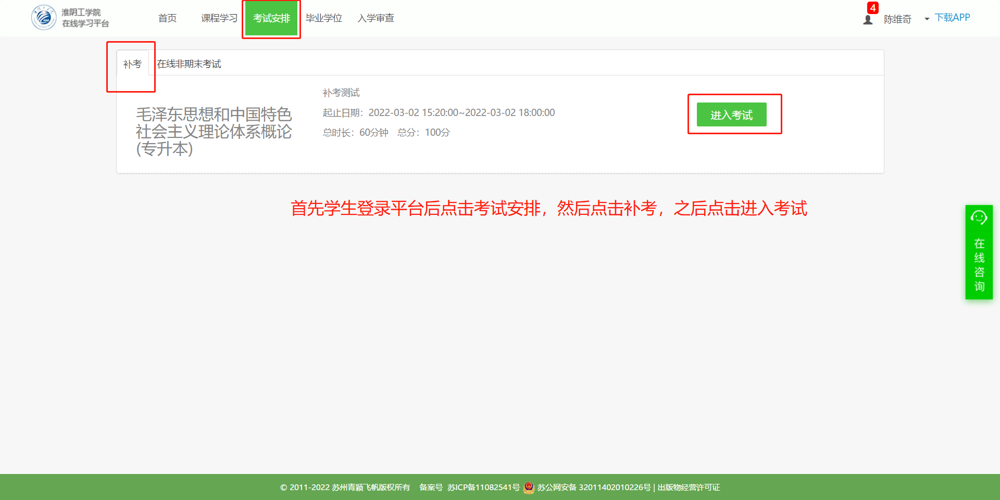 淮阴工学院
在线学习平台
首页 课程学习 考试安排 毕业学位 入学审查
4
陈维奇 下载APP
补考 在线非期末考试
毛泽东思想和中国特色
社会主义理论体系概论
(专升本)
补考测试
起止日期：2022-03-02 15:20:00~2022-03-02 18:00:00
总时长：60分钟 总分：100分
进入考试
首先学生登录平台后点击考试安排，然后点击补考，之后点击进入考试
在
线
咨
询
© 2011-2022 苏州青颖飞帆版权所有 备案号 苏ICP备11082541号 苏公网安备 32011402010226号 | 出版物经营许可证